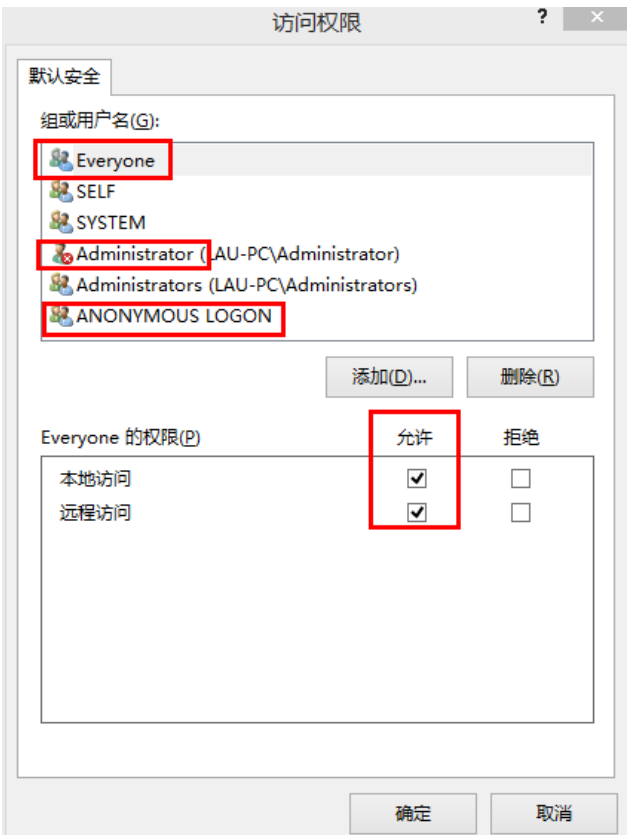 访问权限
?
默认安全
组或用户名(G):
Everyone
SELF
SYSTEM
Administrator (LAU-PC\Administrator)
Administrators (LAU-PC\Administrators)
ANONYMOUS LOGON
添加(D)... 删除(R)
Everyone 的权限(P) 允许 拒绝
本地访问
远程访问
确定 取消